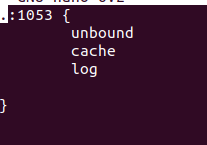 .:1053 {
unbound
cache
log
}